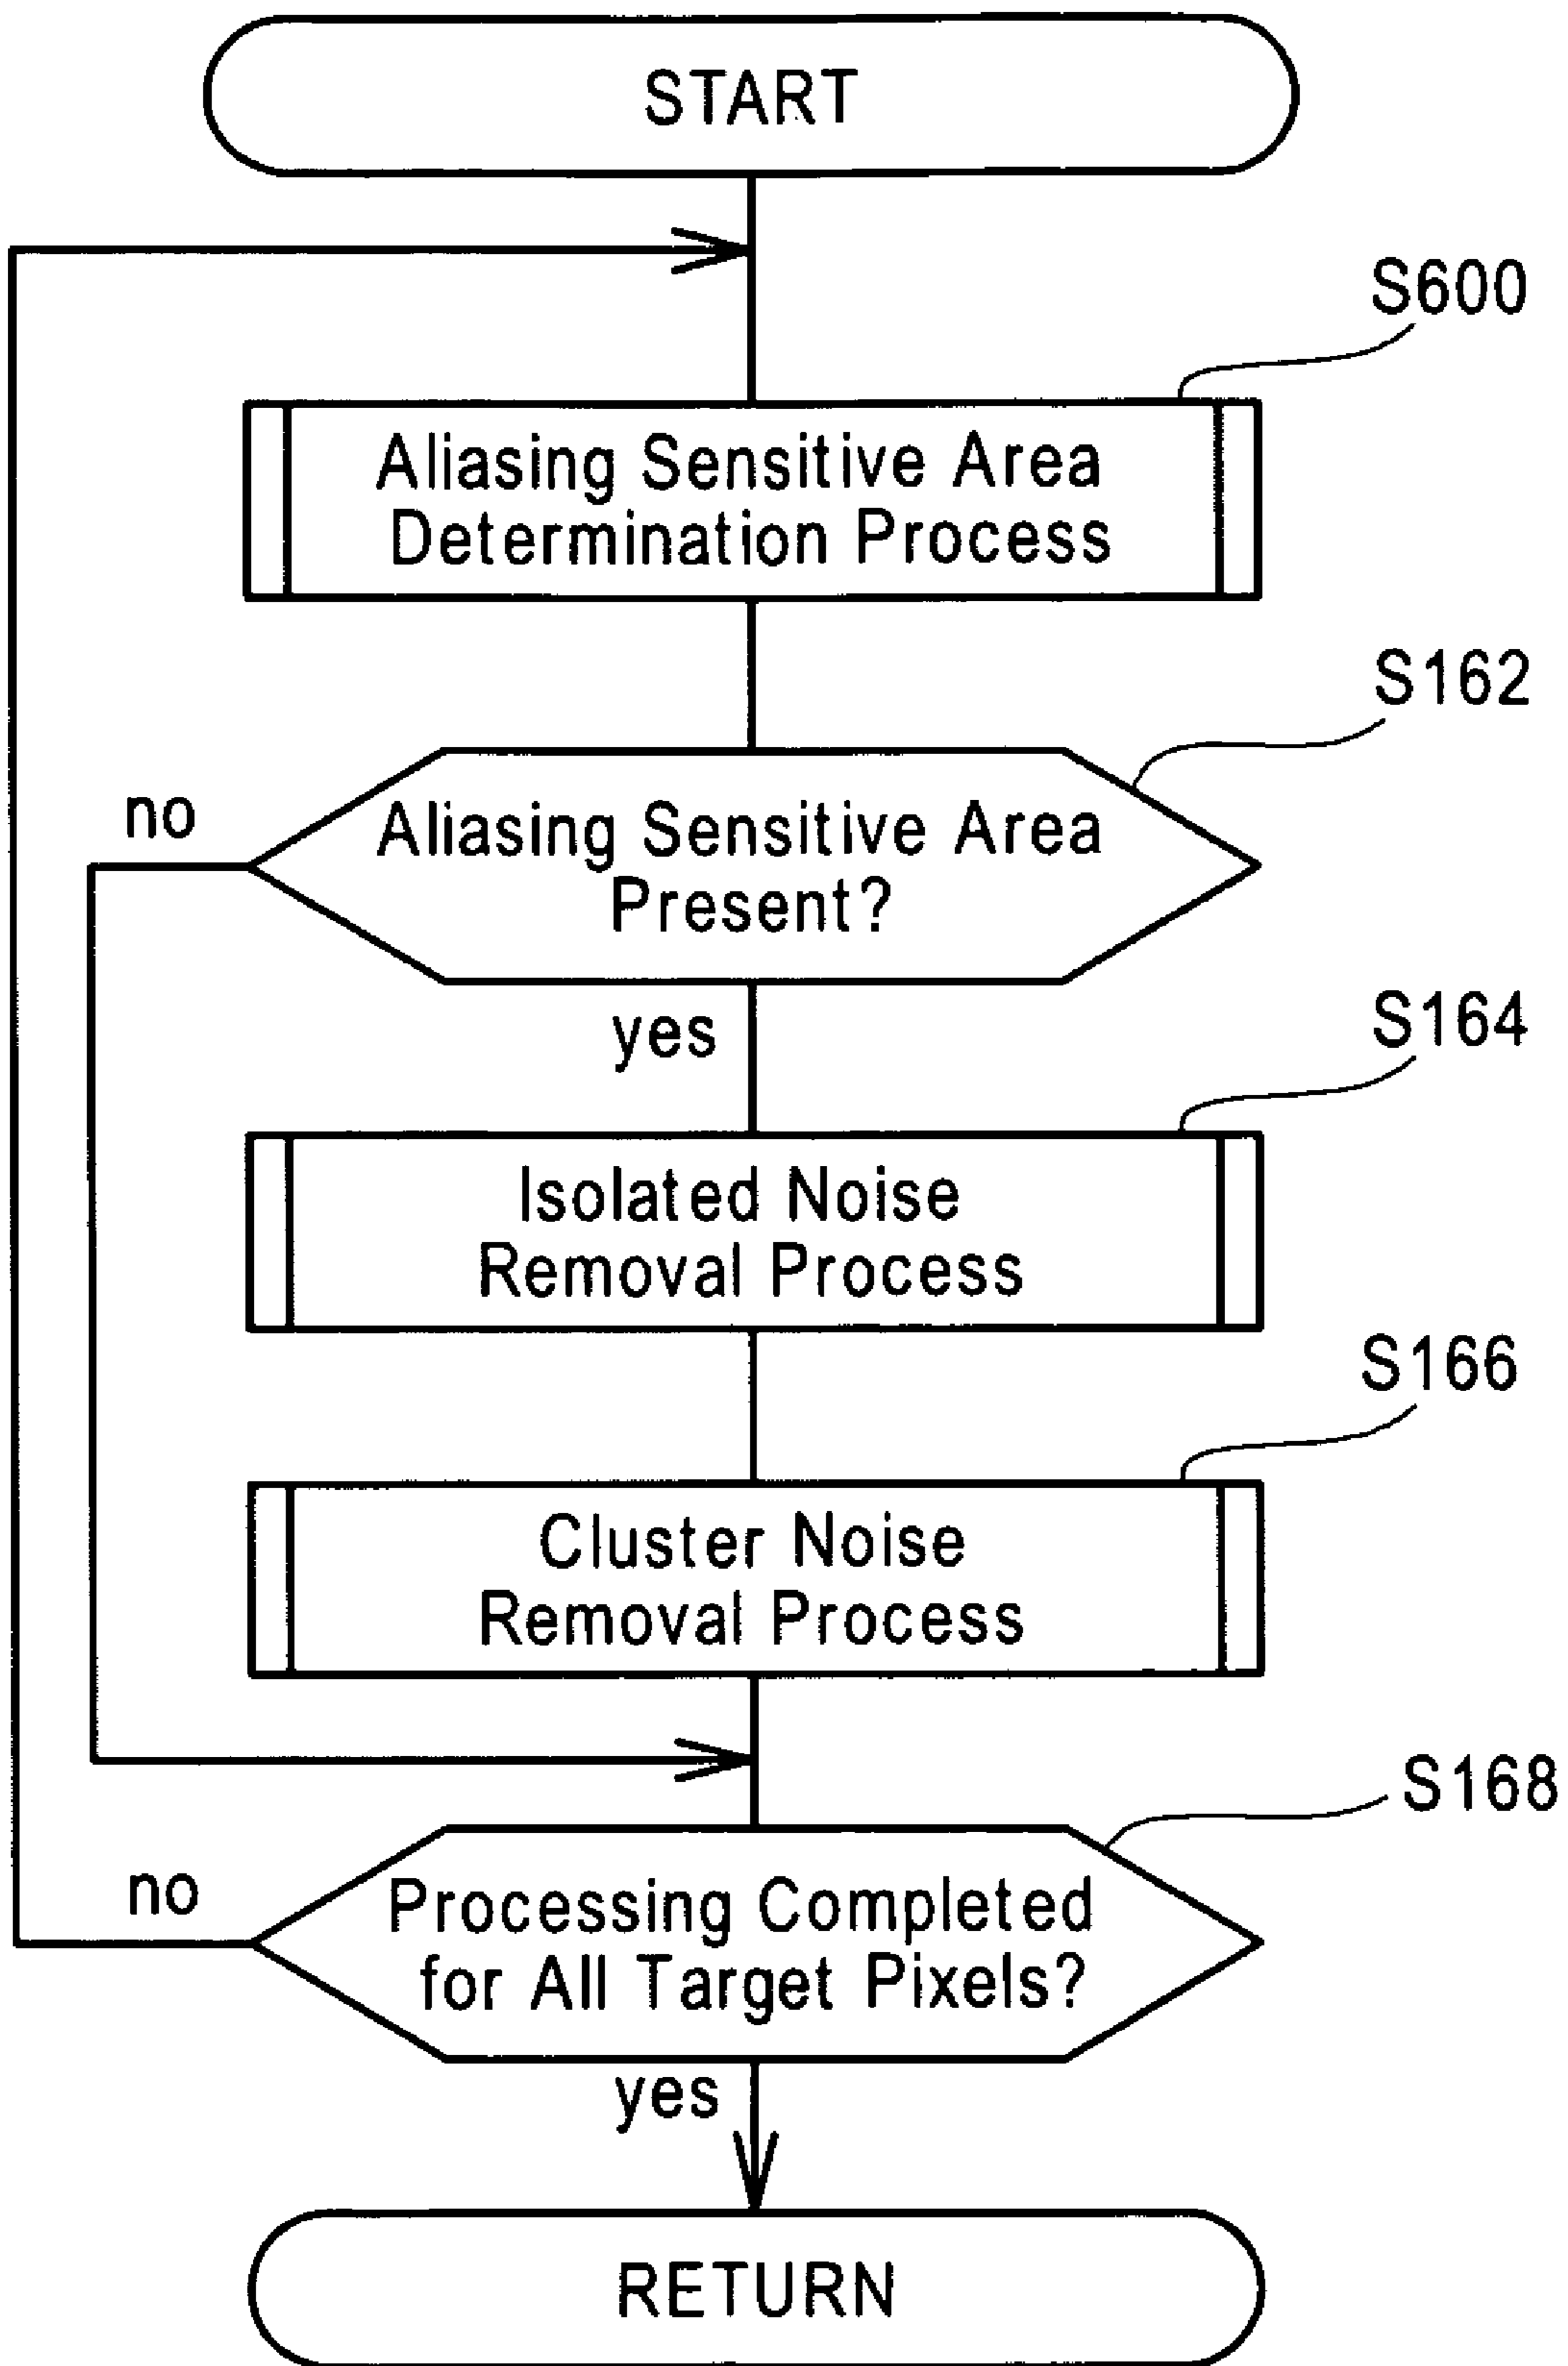 START
S600
Aliasing Sensitive Area
Determination Process
S162
no
Aliasing Sensitive Area
Present?
yes
S164
Isolated Noise
Removal Process
S166
Cluster Noise
Removal Process
S168
no
Processing Completed
for All Target Pixels?
yes
RETURN